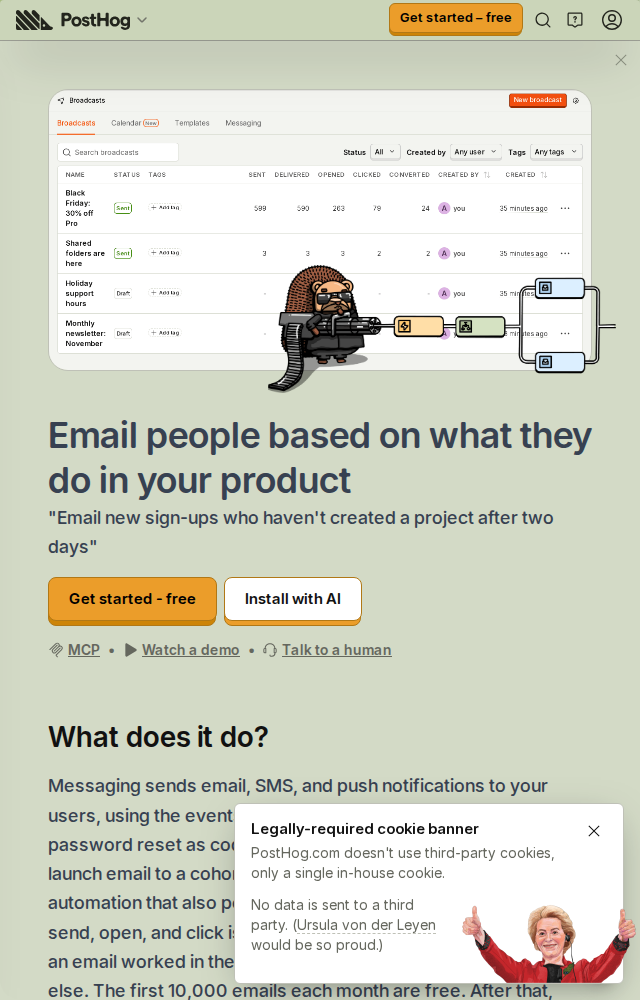 PostHog
Get started – free
Broadcasts
New broadcast
Broadcasts
Calendar New
Templates
Messaging
Search broadcasts
Status All
Created by Any user
Tags Any tags
NAME STATUS TAGS SENT DELIVERED OPENED CLICKED CONVERTED CREATED BY CREATED
Black
Friday:
30% off
Pro
Sent + Add tag 599 590 263 79 24 A you 35 minutes ago
Shared
folders are
here
Sent + Add tag 3 3 3 2 2 A you 35 minutes ago
Holiday
support
hours
Draft + Add tag - - - A you
Monthly
newsletter:
November
Draft + Add tag
Email people based on what they
do in your product
"Email new sign-ups who haven't created a project after two
days"
Get started - free
Install with AI
MCP • Watch a demo • Talk to a human
What does it do?
Messaging sends email, SMS, and push notifications to your
users, using the event
password reset as
launch email to a
automation that also
send, open, and click
an email worked in the
else. The first 10,000 emails each month are free. After that,
Legally-required cookie banner
PostHog.com doesn't use third-party cookies,
only a single in-house cookie.
No data is sent to a third
party. (Ursula von der Leyen
would be so proud.)